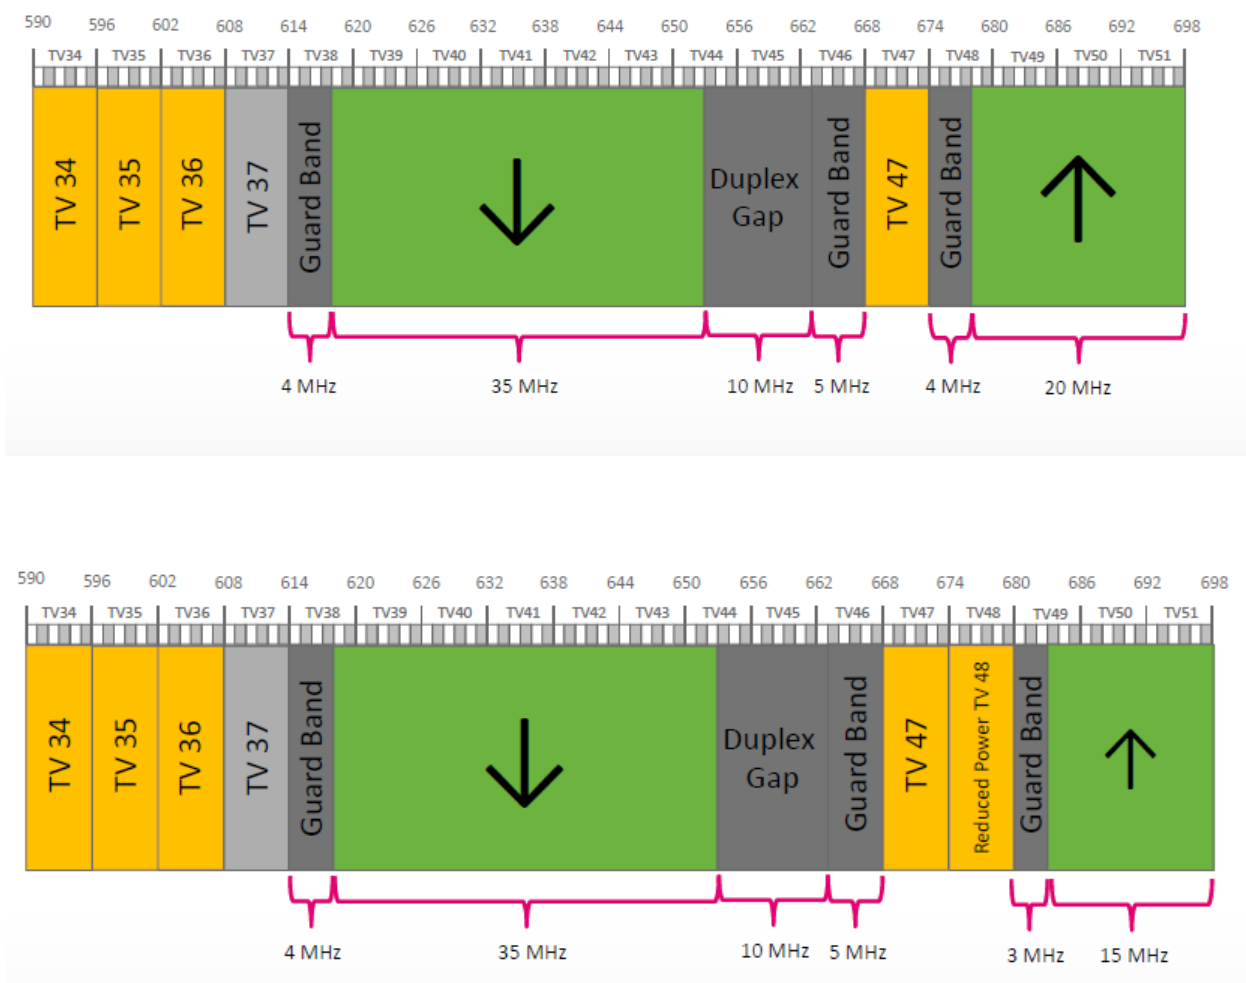 590 596 602 608 614 620 626 632 638 644 650 656 662 668 674 680 686 692 698
TV34 TV35 TV36 TV37 TV38 TV39 TV40 TV41 TV42 TV43 TV44 TV45 TV46 TV47 TV48 TV49 TV50 TV51
TV 34
TV 35
TV 36
TV 37
Guard Band
Duplex
Gap
Guard Band
TV 47
Guard Band
4 MHz 35 MHz 10 MHz 5 MHz 4 MHz 20 MHz
590 596 602 608 614 620 626 632 638 644 650 656 662 668 674 680 686 692 698
TV34 TV35 TV36 TV37 TV38 TV39 TV40 TV41 TV42 TV43 TV44 TV45 TV46 TV47 TV48 TV49 TV50 TV51
TV 34
TV 35
TV 36
TV 37
Guard Band
Duplex
Gap
Guard Band
TV 47
Reduced Power TV 48
Guard Band
4 MHz 35 MHz 10 MHz 5 MHz 3 MHz 15 MHz